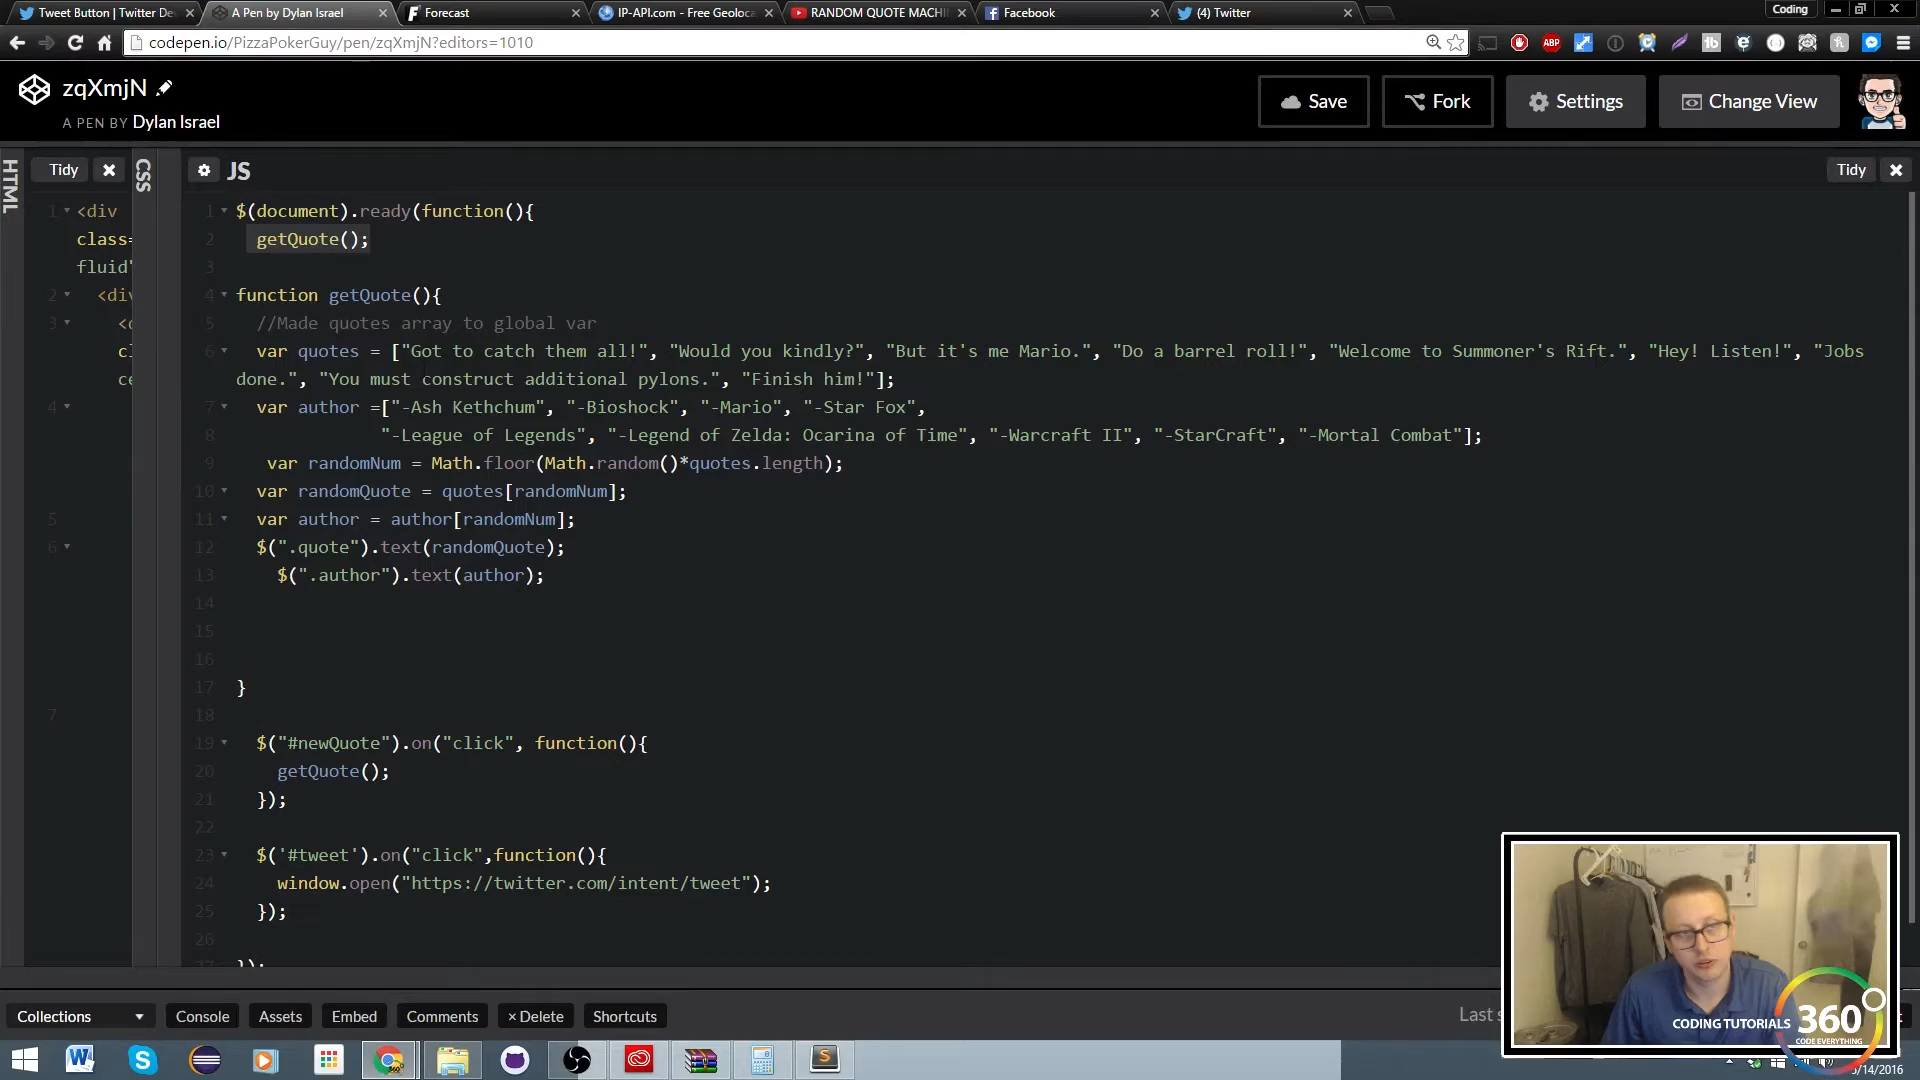 Tweet Button | Twitter De
A Pen by Dylan Israel
Forecast
IP-API.com - Free Geoloca
RANDOM QUOTE MACHI
Facebook
(4) Twitter
Coding
codepen.io/PizzaPokerGuy/pen/zqXmjN?editors=1010
zqXmjN
A PEN BY Dylan Israel
Save
Fork
Settings
Change View
HTML
Tidy
CSS
JS
Tidy
1 <div
class=
fluid"
2 <div
3 <c
cl
ce
4
5
6
7
1 $(document).ready(function(){
2 getQuote();
3
4 function getQuote(){
5 //Made quotes array to global var
6 var quotes = ["Got to catch them all!", "Would you kindly?", "But it's me Mario.", "Do a barrel roll!", "Welcome to Summoner's Rift.", "Hey! Listen!", "Jobs
done.", "You must construct additional pylons.", "Finish him!"];
7 var author =["-Ash Kethchum", "-Bioshock", "-Mario", "-Star Fox",
8 "-League of Legends", "-Legend of Zelda: Ocarina of Time", "-Warcraft II", "-StarCraft", "-Mortal Combat"];
9 var randomNum = Math.floor(Math.random()*quotes.length);
10 var randomQuote = quotes[randomNum];
11 var author = author[randomNum];
12 $(".quote").text(randomQuote);
13 $(".author").text(author);
14
15
16
17 }
18
19 $("#newQuote").on("click", function(){
20 getQuote();
21 });
22
23 $('#tweet').on("click",function(){
24 window.open("https://twitter.com/intent/tweet");
25 });
26
});
Collections
Console
Assets
Embed
Comments
× Delete
Shortcuts
Last
CODING TUTORIALS 360
CODE EVERYTHING
/14/2016